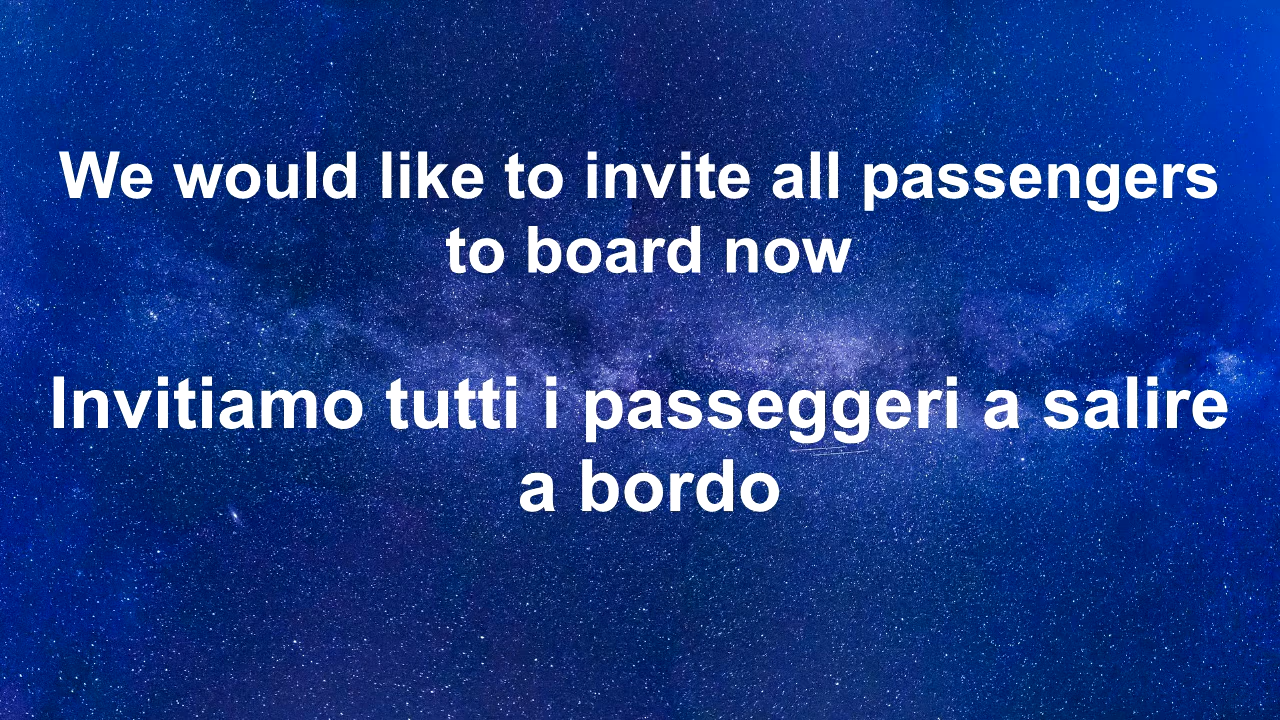 We would like to invite all passengers
to board now
Invitiamo tutti i passeggeri a salire
a bordo